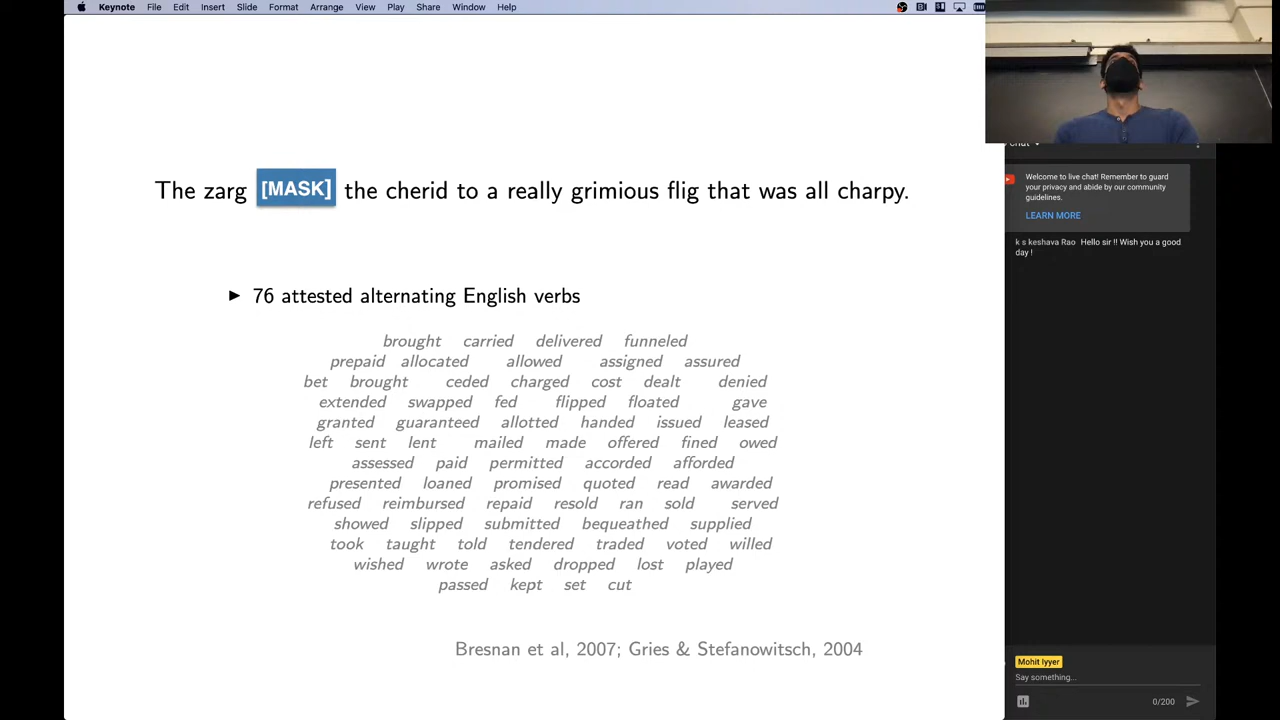 Keynote File Edit Insert Slide Format Arrange View Play Share Window Help
The zarg [MASK] the cherid to a really grimious flig that was all charpy.
▶ 76 attested alternating English verbs
brought carried delivered funneled
prepaid allocated allowed assigned assured
bet brought ceded charged cost dealt denied
extended swapped fed flipped floated gave
granted guaranteed allotted handed issued leased
left sent lent mailed made offered fined owed
assessed paid permitted accorded afforded
presented loaned promised quoted read awarded
refused reimbursed repaid resold ran sold served
showed slipped submitted bequeathed supplied
took taught told tendered traded voted willed
wished wrote asked dropped lost played
passed kept set cut
Bresnan et al, 2007; Gries & Stefanowitsch, 2004
Welcome to live chat! Remember to guard
your privacy and abide by our community
guidelines.
LEARN MORE
k s keshava Rao Hello sir !! Wish you a good
day !
Mohit Iyyer
Say something...
0/200